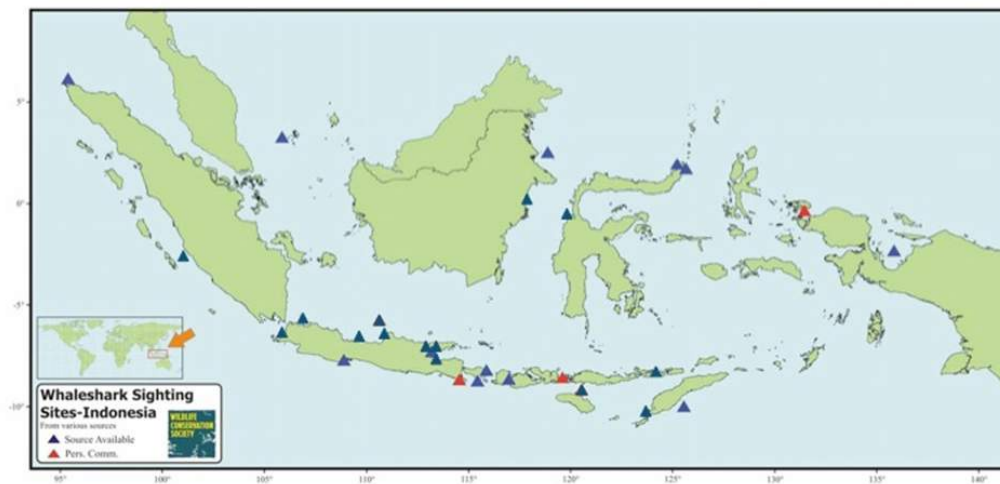 5°
0°
-5°
-10°
Whaleshark Sighting
Sites-Indonesia
From various sources
Source Available
Pers. Comm.
WILDLIFE
CONSERVATION
SOCIETY
95°
100°
105°
110°
115°
120°
125°
130°
135°
140°